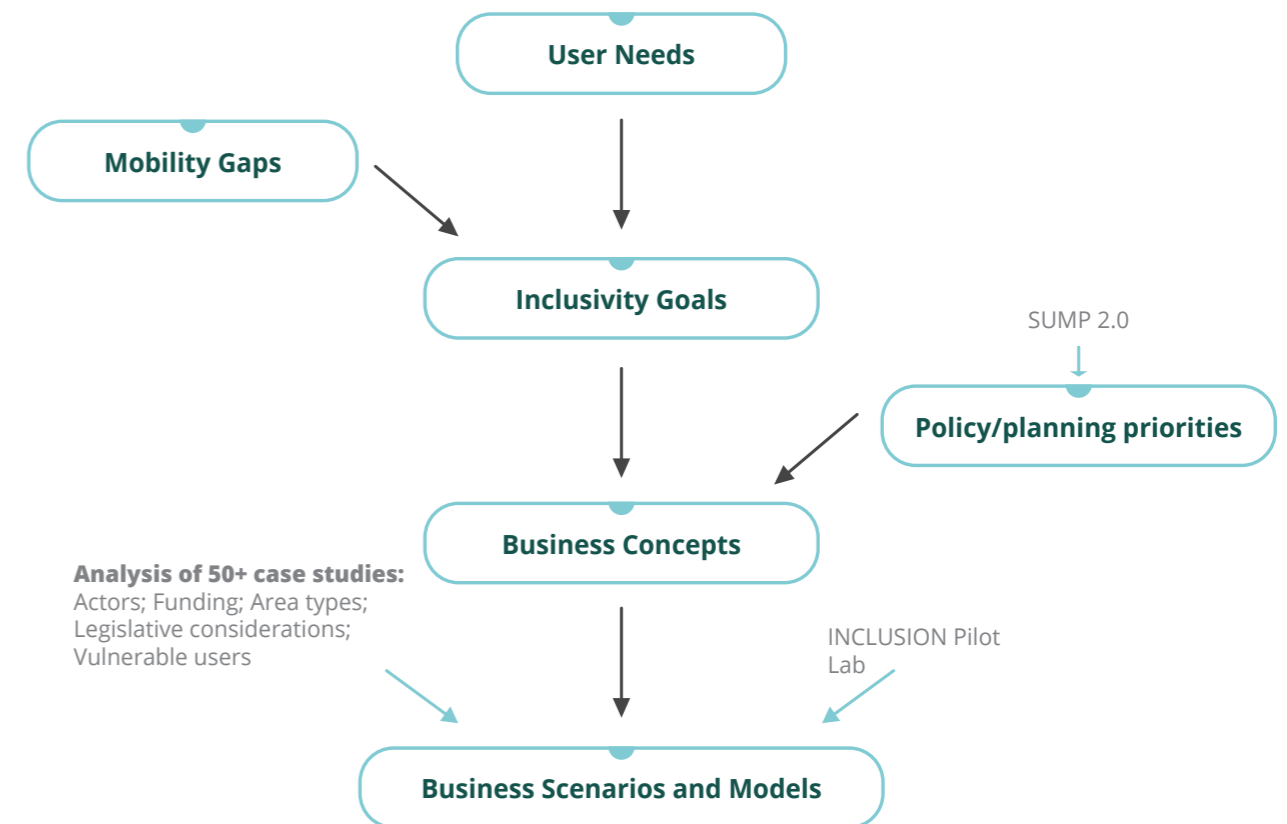 User Needs
Mobility Gaps
Inclusivity Goals
SUMP 2.0
Policy/planning priorities
Business Concepts
Analysis of 50+ case studies:
Actors; Funding; Area types;
Legislative considerations;
Vulnerable users
INCLUSION Pilot
Lab
Business Scenarios and Models